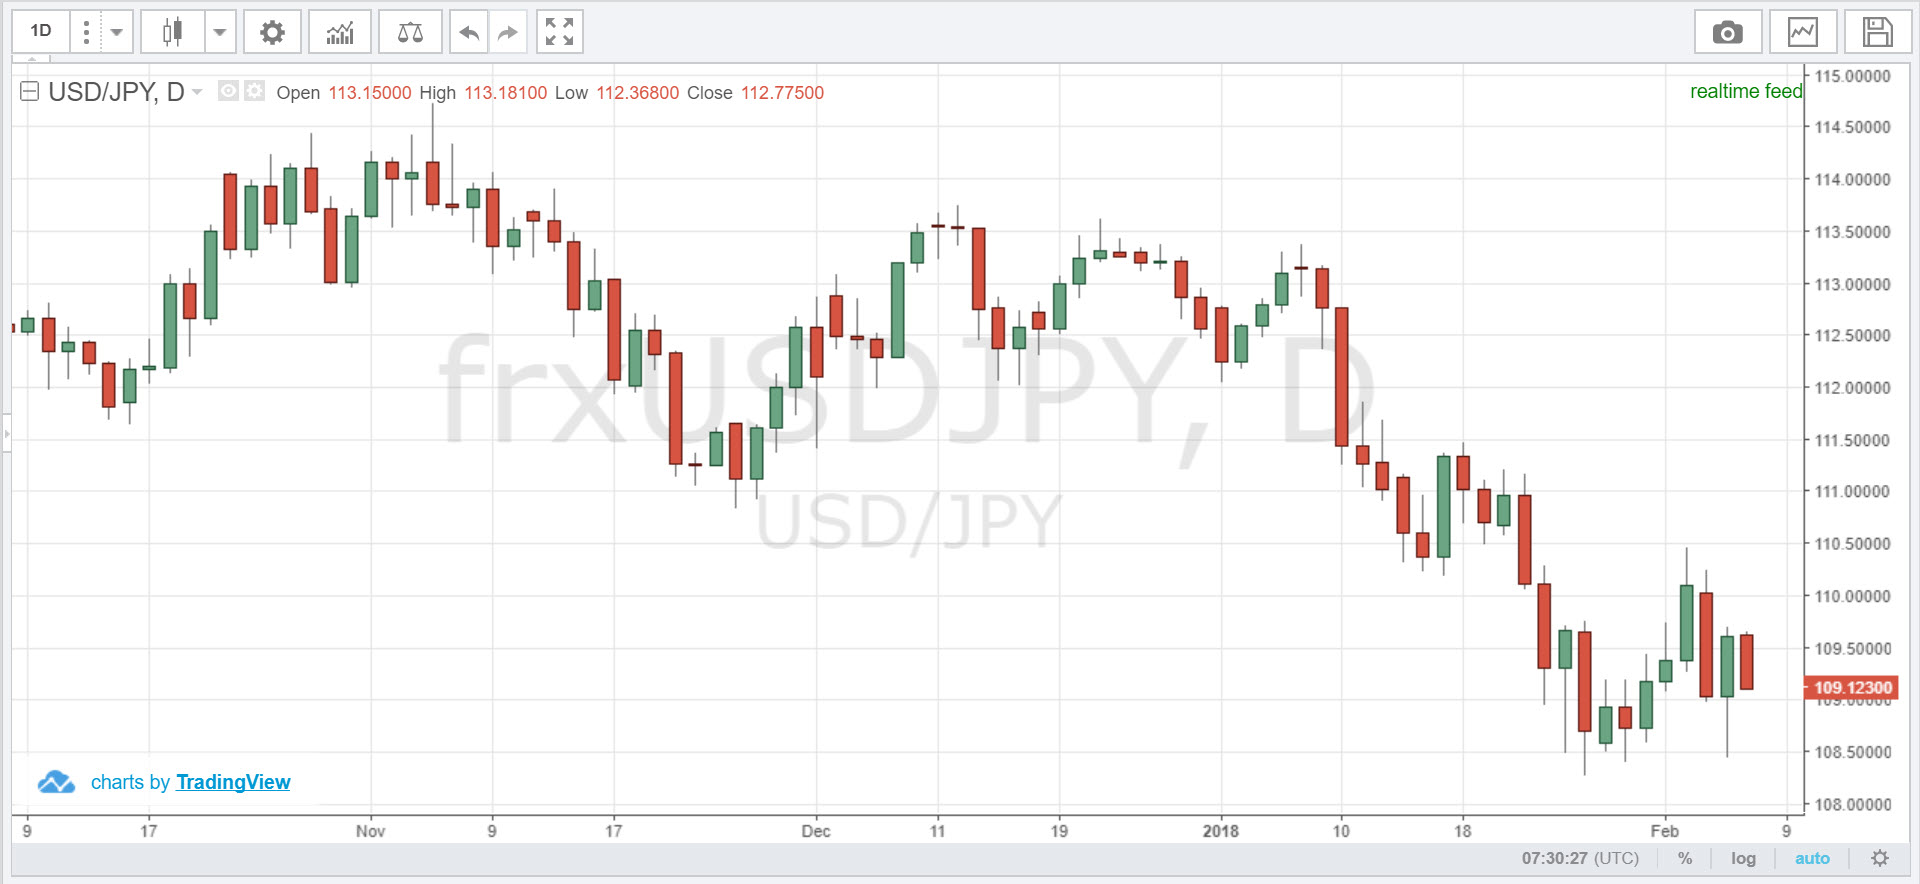 1D
USD/JPY, D Open 113.15000 High 113.18100 Low 112.36800 Close 112.77500
realtime feed
115.00000
114.50000
114.00000
113.50000
113.00000
112.50000
112.00000
111.50000
111.00000
110.50000
110.00000
109.50000
109.12300
109.00000
108.50000
108.00000
frxUSDJPY, D
USD/JPY
charts by TradingView
9 17 Nov 9 17 Dec 11 19 2018 10 18 Feb 9
07:30:27 (UTC) % log auto